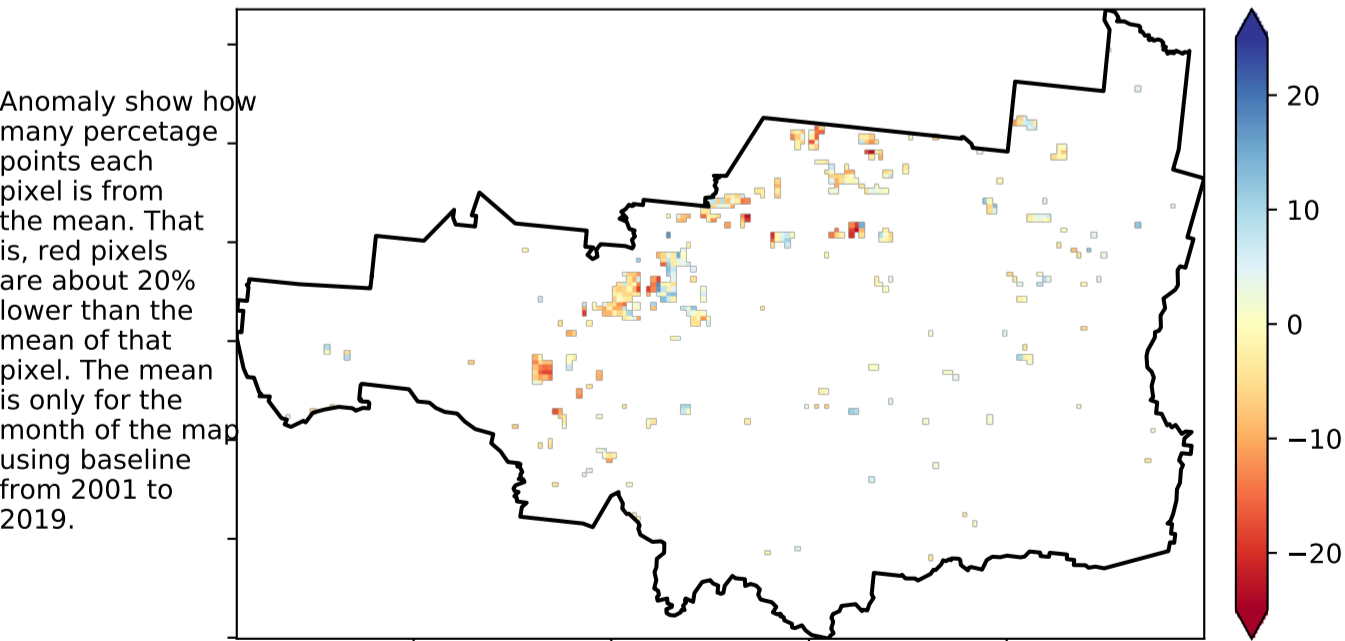 Anomaly show how
many percetage
points each
pixel is from
the mean. That
is, red pixels
are about 20%
lower than the
mean of that
pixel. The mean
is only for the
month of the map
using baseline
from 2001 to
2019.
20
10
0
−10
−20